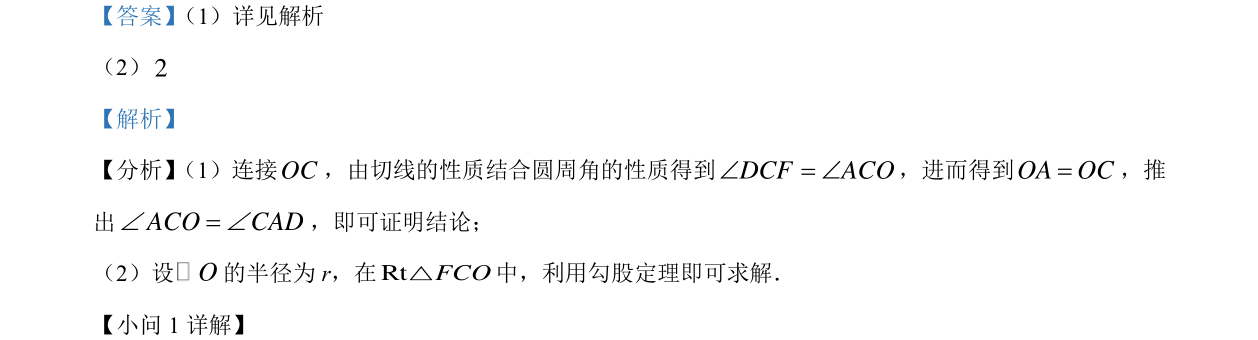 【答案】（1）详见解析
（2）2
【解析】
【分析】（1）连接OC，由切线的性质结合圆周角的性质得到∠DCF=∠ACO，进而得到OA=OC，推
出∠ACO=∠CAD，即可证明结论；
（2）设□O的半径为r，在Rt△FCO中，利用勾股定理即可求解．
【小问1详解】